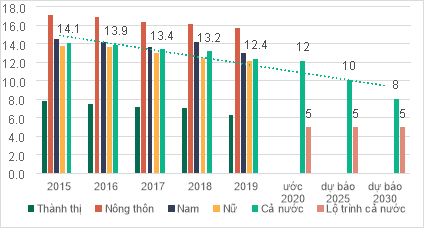 18.0
16.0
14.0
12.0
10.0
8.0
6.0
4.0
2.0
0.0
14.1
13.9
13.4
13.2
12.4
12
10
8
5
5
5
2015
2016
2017
2018
2019
ước 2020
dự báo 2025
dự báo 2030
Thành thị
Nông thôn
Nam
Nữ
Cả nước
Lộ trình cả nước